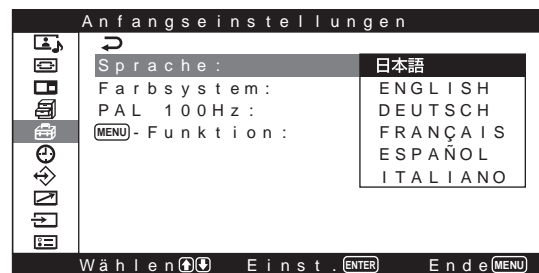 Anfangseinstellungen
Sprache: 日本語
Farbsystem: ENGLISH
PAL 100Hz: DEUTSCH
MENU-Funktion: FRANÇAIS
ESPAÑOL
ITALIANO
Wählen Einst. ENTER Ende MENU